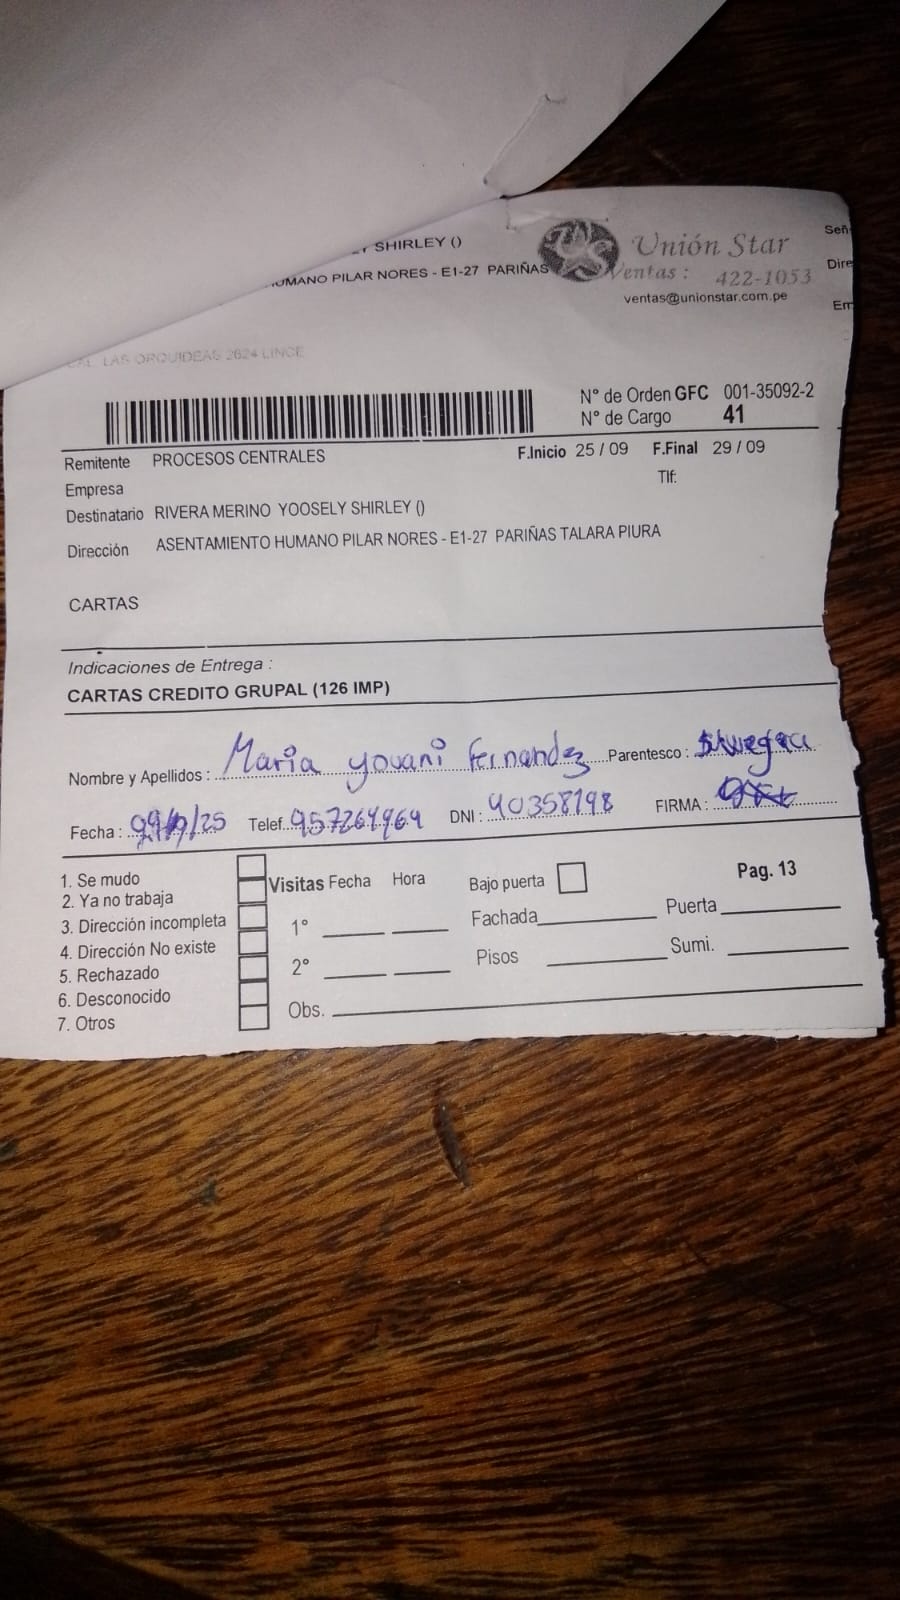 SHIRLEY ()
UMANO PILAR NORES - E1-27 PARIÑAS
Unión Star
Ventas : 422-1053
ventas@unionstar.com.pe
Señ
Dire
Em
LAS ORQUIDEAS 2624 LINCE
N° de Orden GFC 001-35092-2
N° de Cargo 41
Remitente PROCESOS CENTRALES F.Inicio 25 / 09 F.Final 29 / 09
Empresa Tlf:
Destinatario RIVERA MERINO YOOSELY SHIRLEY ()
Dirección ASENTAMIENTO HUMANO PILAR NORES - E1-27 PARIÑAS TALARA PIURA
CARTAS
Indicaciones de Entrega :
CARTAS CREDITO GRUPAL (126 IMP)
Nombre y Apellidos : Maria yovani Fernandez Parentesco :
Fecha : Telef. 957264964 DNI : 40358198 FIRMA :
1. Se mudo
2. Ya no trabaja
3. Dirección incompleta
4. Dirección No existe
5. Rechazado
6. Desconocido
7. Otros
Visitas Fecha Hora
1°
2°
Obs.
Bajo puerta
Fachada
Pisos
Pag. 13
Puerta
Sumi.